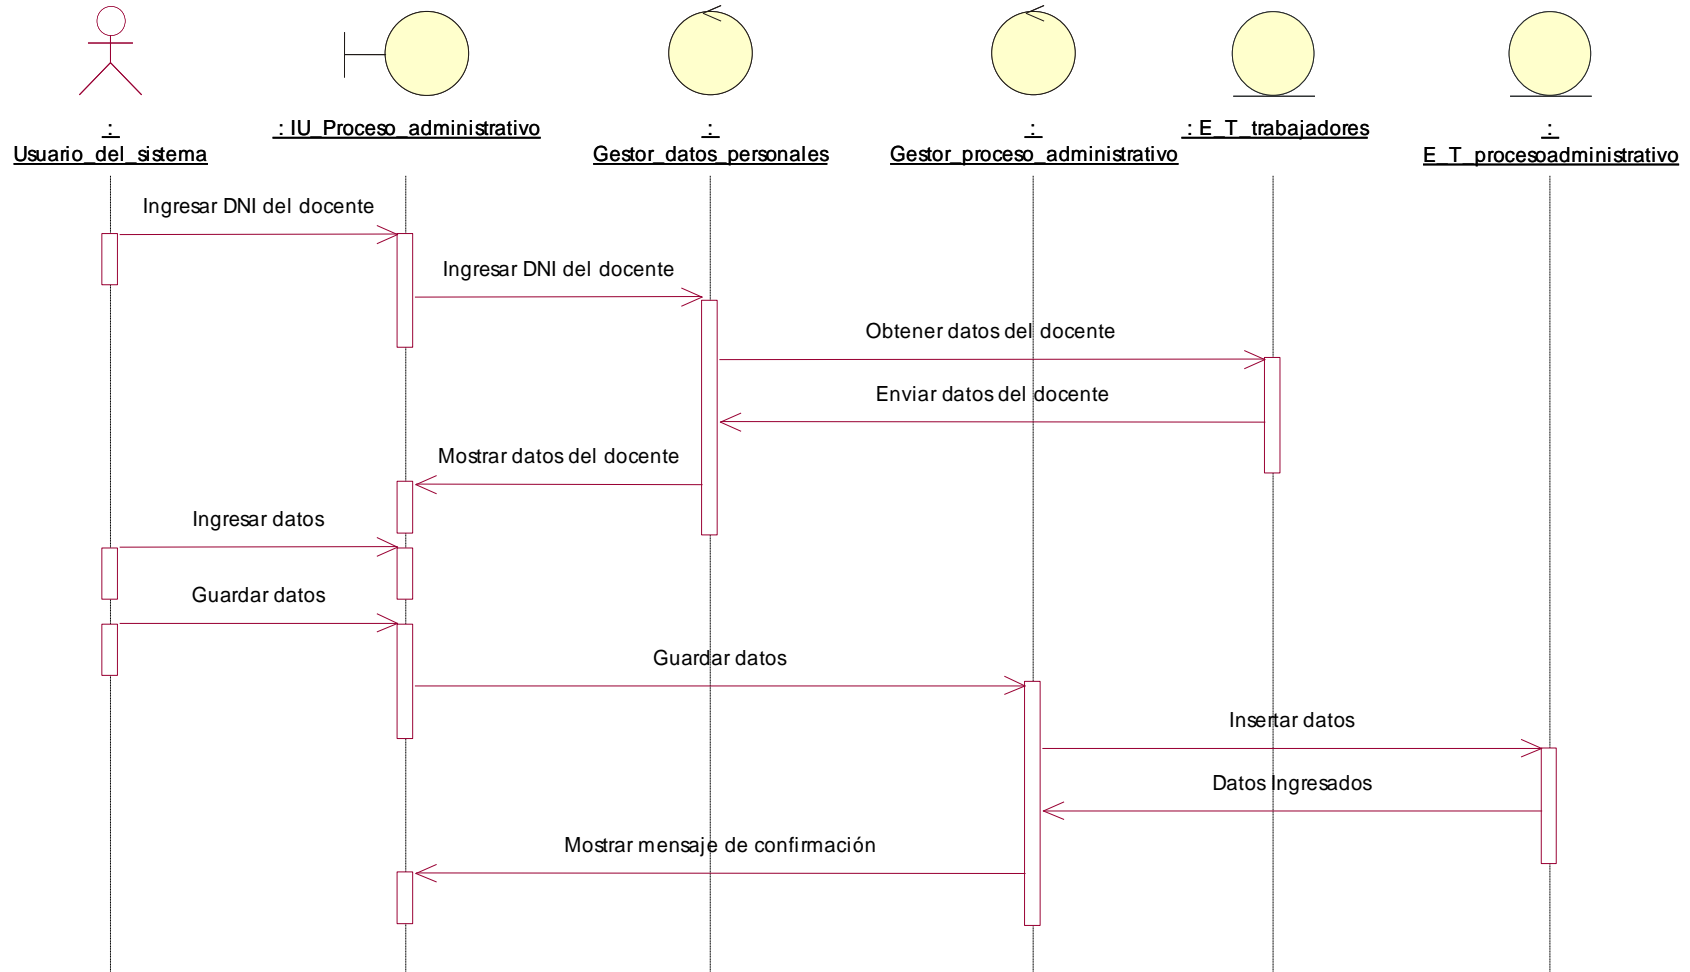 :
Usuario_del_sistema
: IU_Proceso_administrativo
:
Gestor_datos_personales
:
Gestor_proceso_administrativo
: E_T_trabajadores
:
E_T_procesoadministrativo
Ingresar DNI del docente
Ingresar DNI del docente
Obtener datos del docente
Enviar datos del docente
Mostrar datos del docente
Ingresar datos
Guardar datos
Guardar datos
Insertar datos
Datos Ingresados
Mostrar mensaje de confirmación